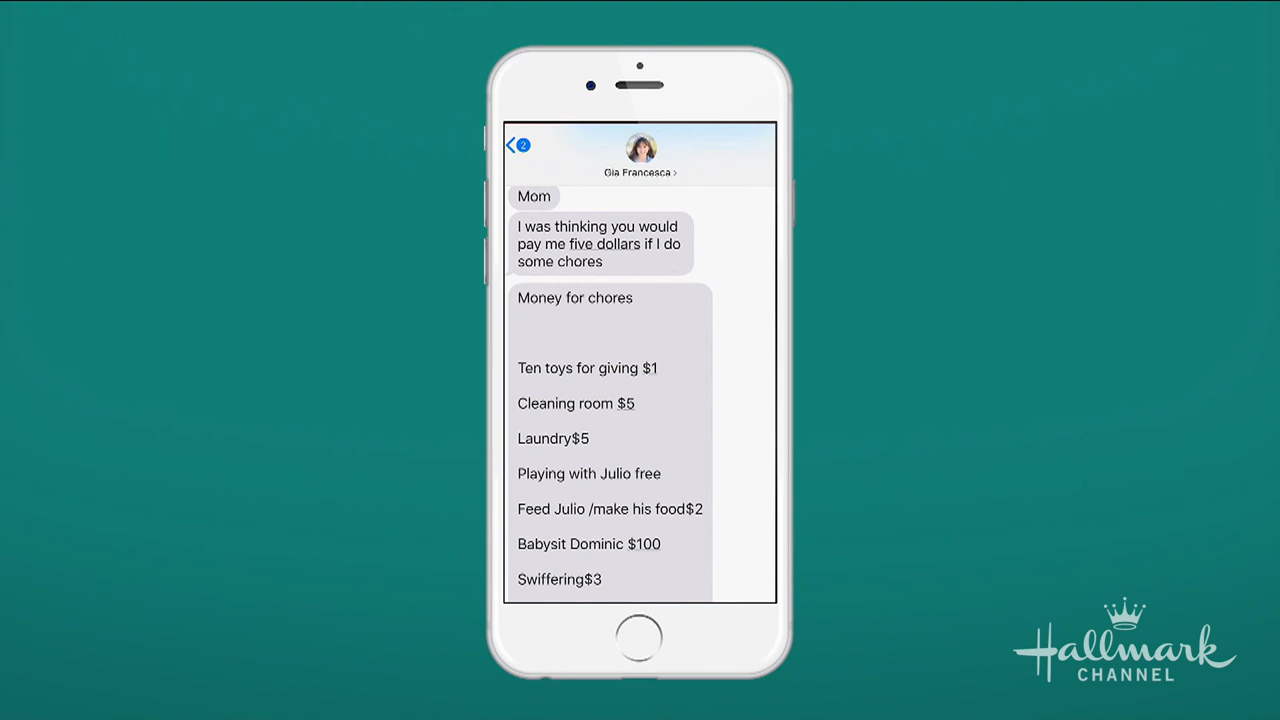 2
Gia Francesca >
Mom
I was thinking you would
pay me five dollars if I do
some chores
Money for chores
Ten toys for giving $1
Cleaning room $5
Laundry$5
Playing with Julio free
Feed Julio /make his food$2
Babysit Dominic $100
Swiffering$3
Hallmark
CHANNEL